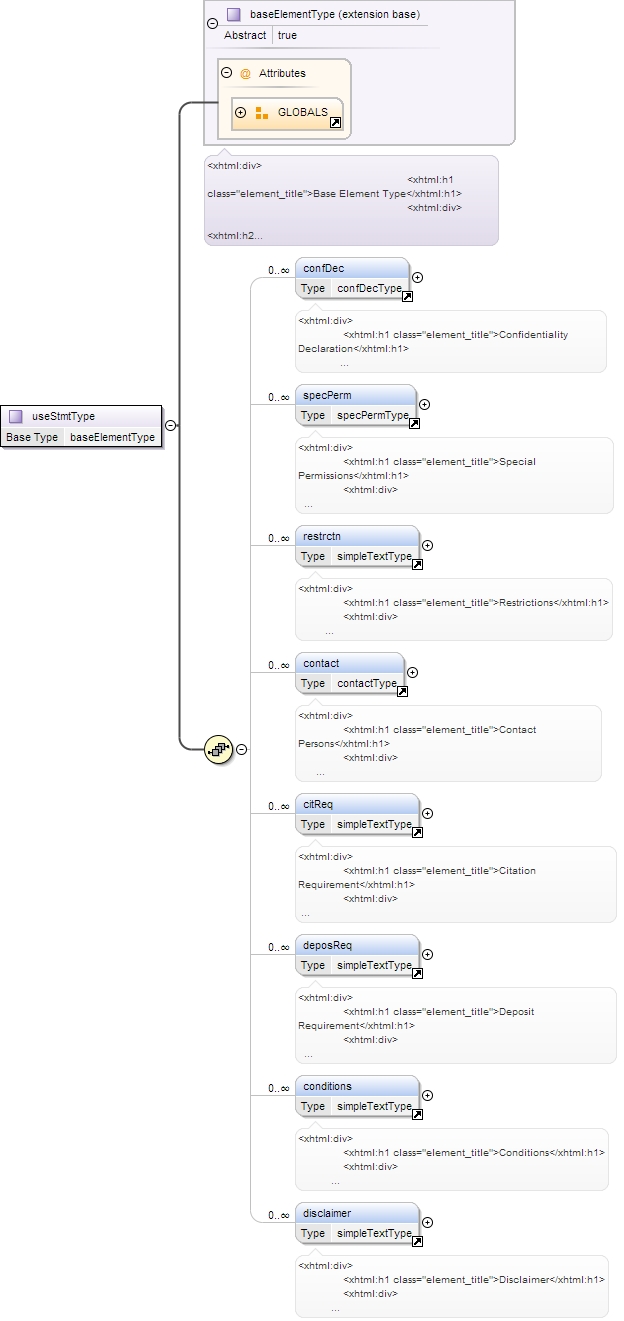 baseElementType (extension base)
Abstract true
@ Attributes
GLOBALS
<xhtml:div>
<xhtml:h1
class="element_title">Base Element Type</xhtml:h1>
<xhtml:div>
<xhtml:h2...
0..∞ confDec
Type confDecType
<xhtml:div>
<xhtml:h1 class="element_title">Confidentiality
Declaration</xhtml:h1>
...
0..∞ specPerm
Type specPermType
useStmtType
Base Type baseElementType
<xhtml:div>
<xhtml:h1 class="element_title">Special
Permissions</xhtml:h1>
<xhtml:div>
...
0..∞ restrctn
Type simpleTextType
<xhtml:div>
<xhtml:h1 class="element_title">Restrictions</xhtml:h1>
<xhtml:div>
...
0..∞ contact
Type contactType
<xhtml:div>
<xhtml:h1 class="element_title">Contact
Persons</xhtml:h1>
<xhtml:div>
...
0..∞ citReq
Type simpleTextType
<xhtml:div>
<xhtml:h1 class="element_title">Citation
Requirement</xhtml:h1>
<xhtml:div>
...
0..∞ deposReq
Type simpleTextType
<xhtml:div>
<xhtml:h1 class="element_title">Deposit
Requirement</xhtml:h1>
<xhtml:div>
...
0..∞ conditions
Type simpleTextType
<xhtml:div>
<xhtml:h1 class="element_title">Conditions</xhtml:h1>
<xhtml:div>
...
0..∞ disclaimer
Type simpleTextType
<xhtml:div>
<xhtml:h1 class="element_title">Disclaimer</xhtml:h1>
<xhtml:div>
...